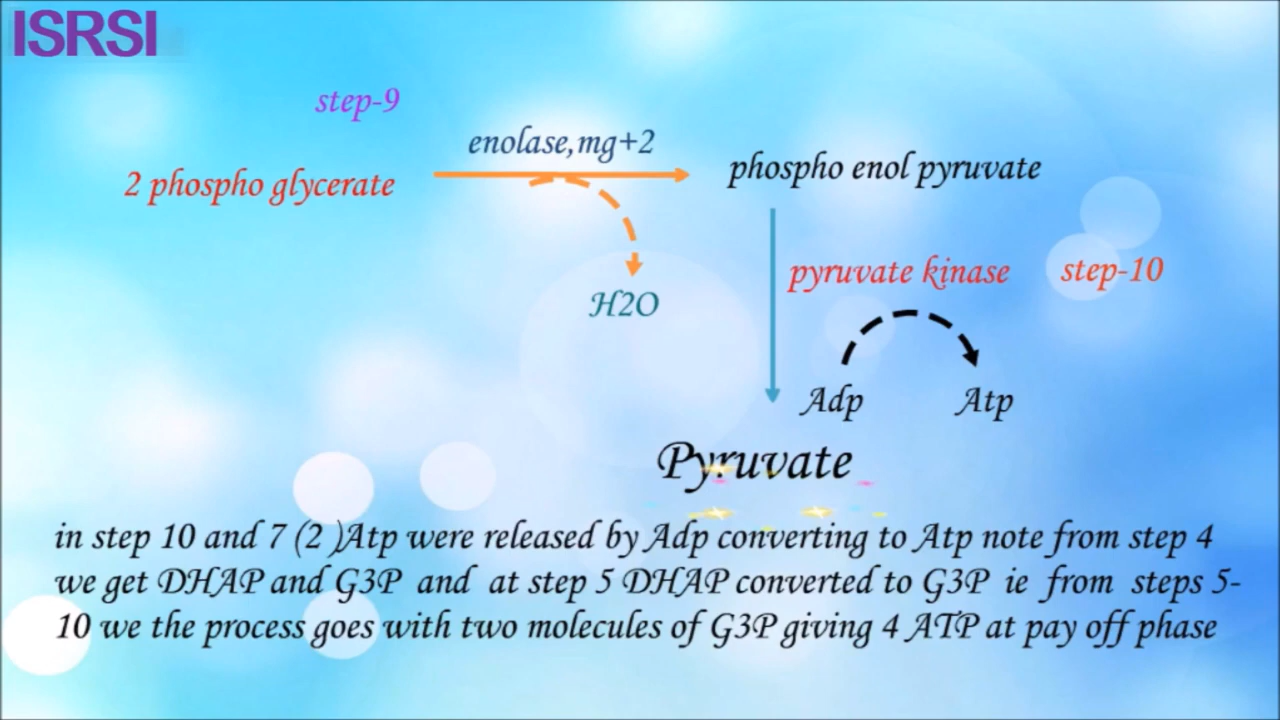 ISRSI
step-9
enolase,mg+2
2 phospho glycerate
phospho enol pyruvate
pyruvate kinase
step-10
H2O
Adp
Atp
Pyruvate
in step 10 and 7 (2 )Atp were released by Adp converting to Atp note from step 4
we get DHAP and G3P and at step 5 DHAP converted to G3P ie from steps 5-
10 we the process goes with two molecules of G3P giving 4 ATP at pay off phase